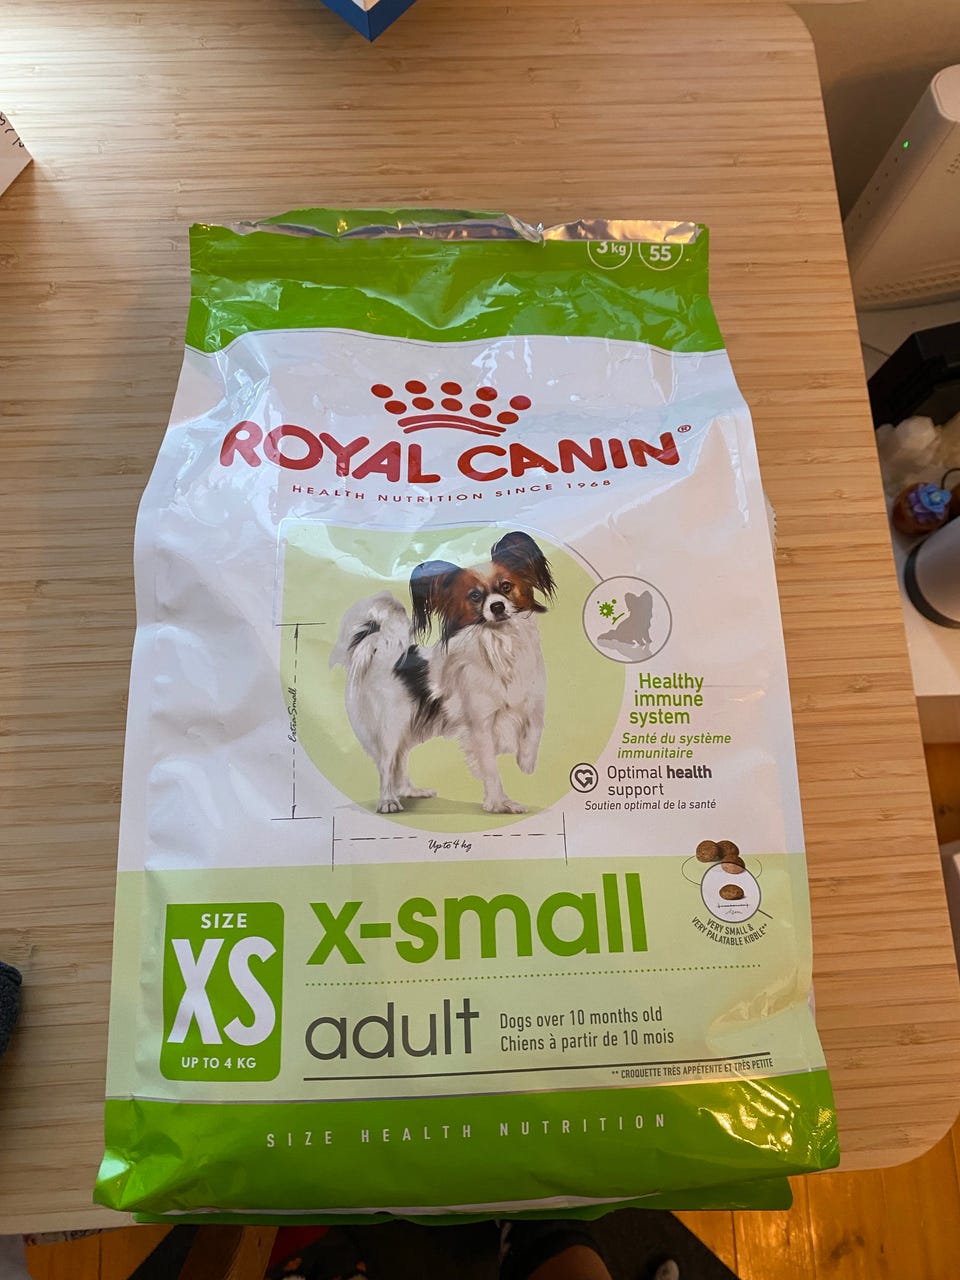 3 kg 55
ROYAL CANIN®
HEALTH NUTRITION SINCE 1968
Extra Small
Up to 4 kg
Healthy
immune
system
Santé du système
immunitaire
Optimal health
support
Soutien optimal de la santé
1cm
VERY SMALL &
VERY PALATABLE KIBBLE**
SIZE
XS
UP TO 4 KG
x-small
adult
Dogs over 10 months old
Chiens à partir de 10 mois
** CROQUETTE TRÈS APPÉTENTE ET TRÈS PETITE
SIZE HEALTH NUTRITION